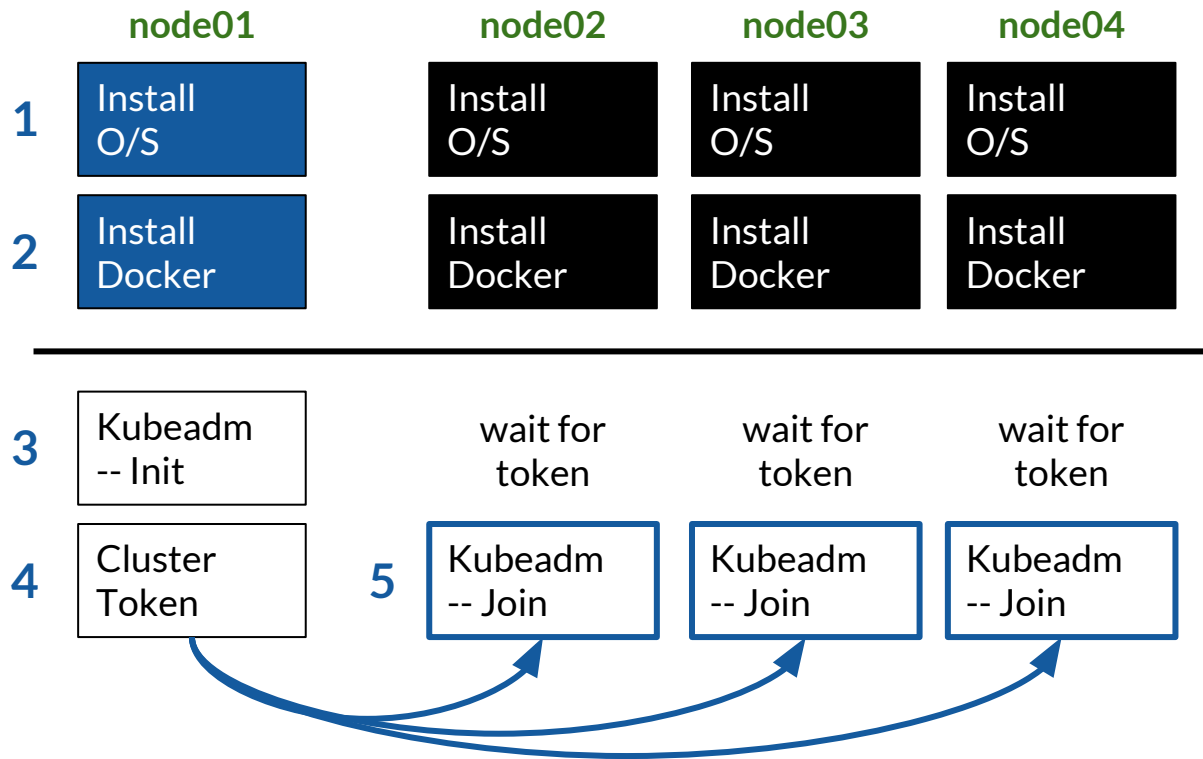 node01
node02
node03
node04
1
Install
O/S
Install
O/S
Install
O/S
Install
O/S
2
Install
Docker
Install
Docker
Install
Docker
Install
Docker
3
Kubeadm
-- Init
wait for
token
wait for
token
wait for
token
4
Cluster
Token
5
Kubeadm
-- Join
Kubeadm
-- Join
Kubeadm
-- Join